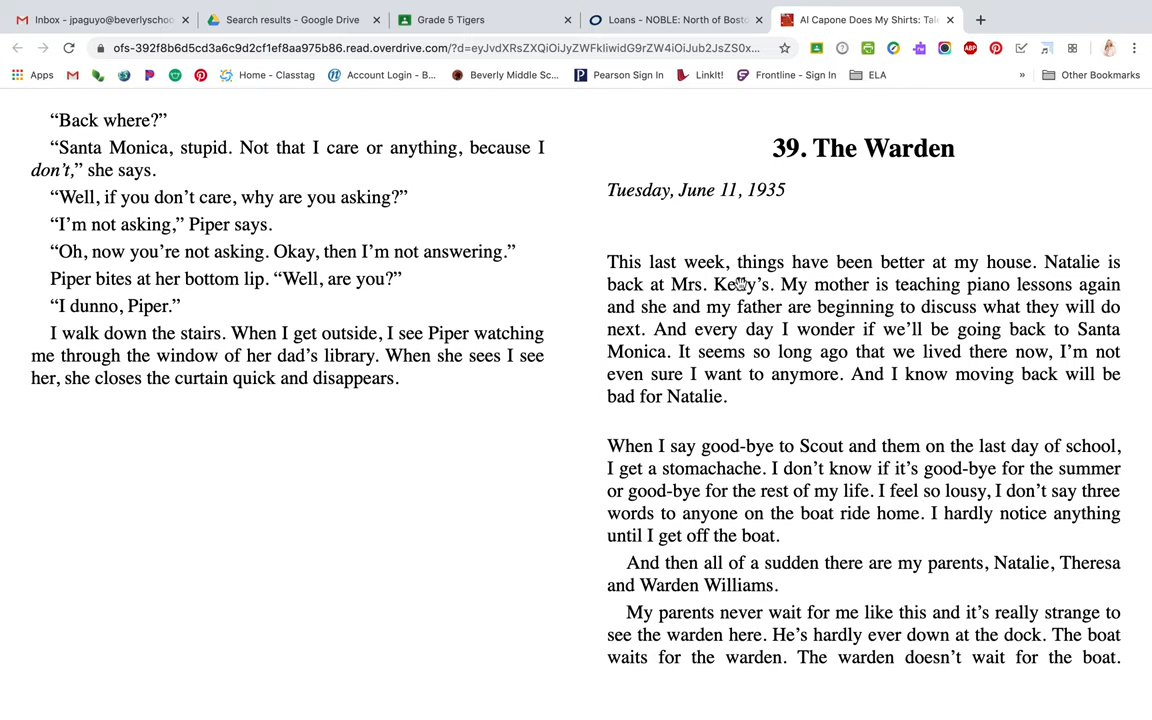 Inbox - jpaguyo@beverlyschoo
Search results - Google Drive
Grade 5 Tigers
Loans - NOBLE: North of Bosto
Al Capone Does My Shirts: Tale
ofs-392f8b6d5cd3a6c9d2cf1ef8aa975b86.read.overdrive.com/?d=eyJvdXRsZXQiOiJyZWFkIiwidG9rZW4iOiJub2JsZS0x...
Apps
Home - Classtag
Account Login - B...
Beverly Middle Sc...
Pearson Sign In
LinkIt!
Frontline - Sign In
ELA
»
Other Bookmarks
“Back where?”
“Santa Monica, stupid. Not that I care or anything, because I
don’t,” she says.
“Well, if you don’t care, why are you asking?”
“I’m not asking,” Piper says.
“Oh, now you’re not asking. Okay, then I’m not answering.”
Piper bites at her bottom lip. “Well, are you?”
“I dunno, Piper.”
I walk down the stairs. When I get outside, I see Piper watching
me through the window of her dad’s library. When she sees I see
her, she closes the curtain quick and disappears.
39. The Warden
Tuesday, June 11, 1935
This last week, things have been better at my house. Natalie is
back at Mrs. Kelly’s. My mother is teaching piano lessons again
and she and my father are beginning to discuss what they will do
next. And every day I wonder if we’ll be going back to Santa
Monica. It seems so long ago that we lived there now, I’m not
even sure I want to anymore. And I know moving back will be
bad for Natalie.
When I say good-bye to Scout and them on the last day of school,
I get a stomachache. I don’t know if it’s good-bye for the summer
or good-bye for the rest of my life. I feel so lousy, I don’t say three
words to anyone on the boat ride home. I hardly notice anything
until I get off the boat.
And then all of a sudden there are my parents, Natalie, Theresa
and Warden Williams.
My parents never wait for me like this and it’s really strange to
see the warden here. He’s hardly ever down at the dock. The boat
waits for the warden. The warden doesn’t wait for the boat.